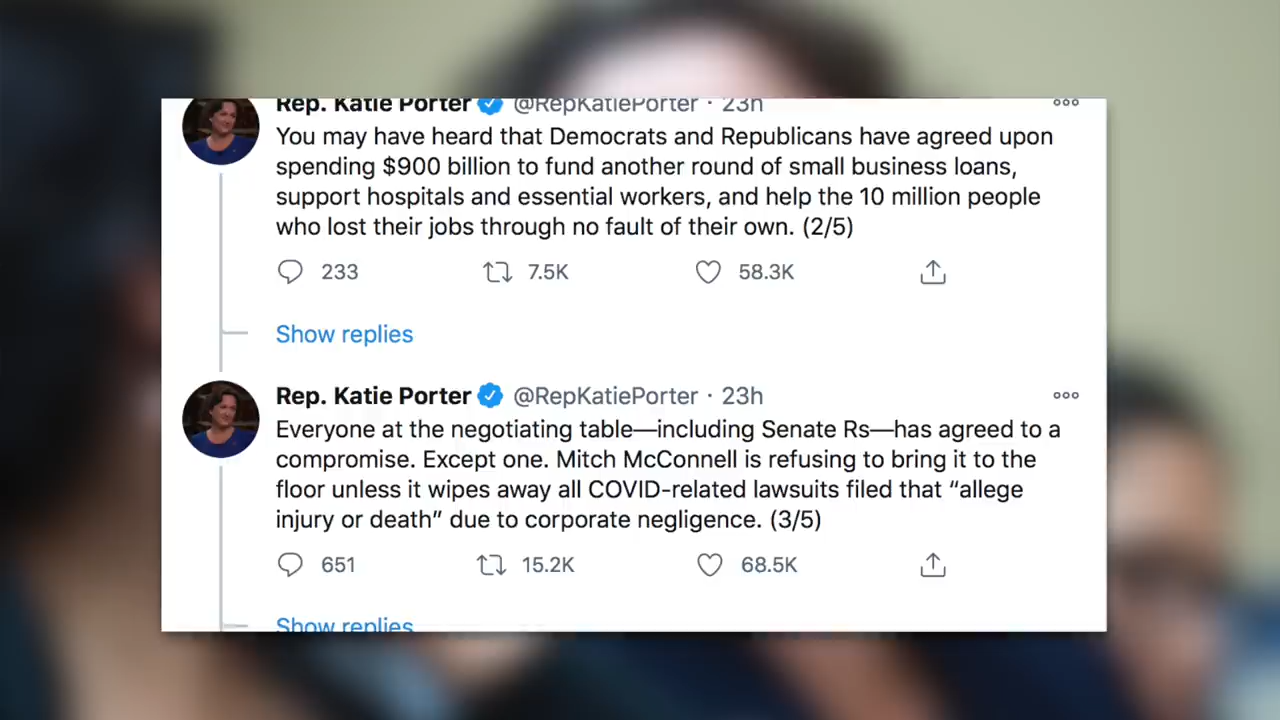 Rep. Katie Porter @RepKatiePorter · 23h
You may have heard that Democrats and Republicans have agreed upon
spending $900 billion to fund another round of small business loans,
support hospitals and essential workers, and help the 10 million people
who lost their jobs through no fault of their own. (2/5)
233 7.5K 58.3K
Show replies
Rep. Katie Porter @RepKatiePorter · 23h
Everyone at the negotiating table—including Senate Rs—has agreed to a
compromise. Except one. Mitch McConnell is refusing to bring it to the
floor unless it wipes away all COVID-related lawsuits filed that “allege
injury or death” due to corporate negligence. (3/5)
651 15.2K 68.5K
Show replies